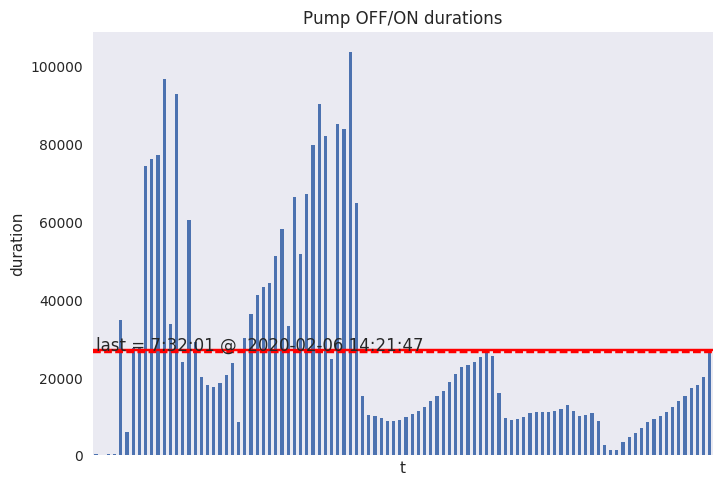 Pump OFF/ON durations
100000
80000
60000
40000
20000
0
duration
last = 7:32:01 @  2020-02-06 14:21:47
t